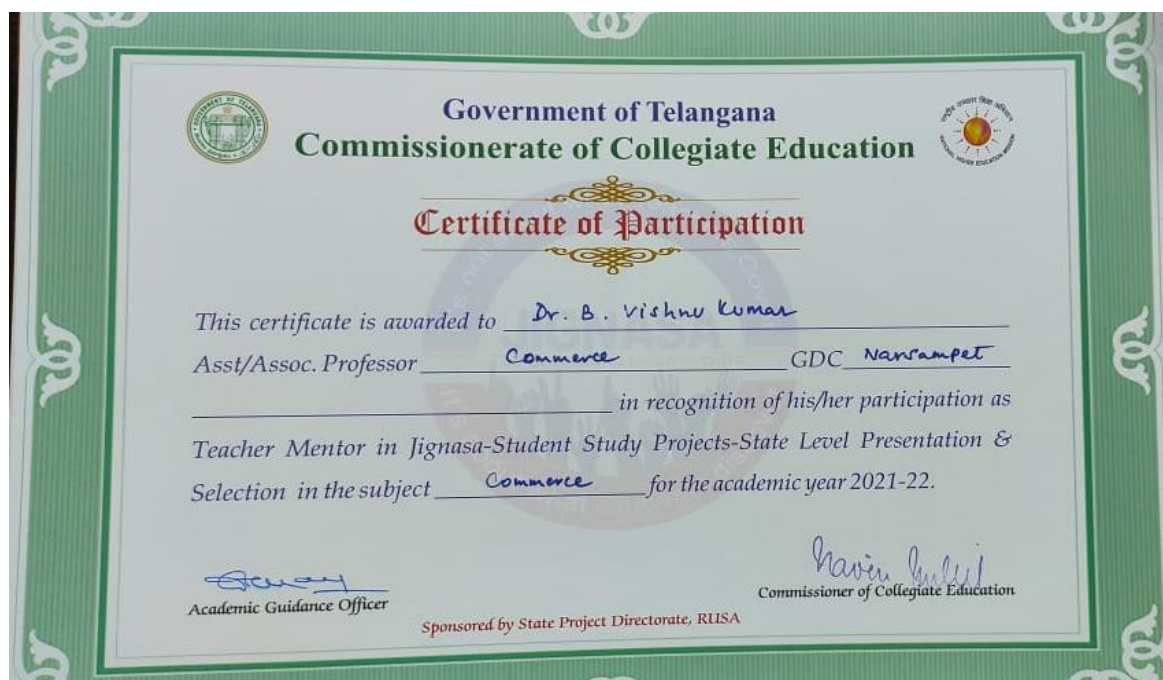 Government of Telangana
Commissionerate of Collegiate Education
Certificate of Participation
This certificate is awarded to Dr. B. Vishnu Kumar
Asst/Assoc. Professor Commerce GDC Narsampet
in recognition of his/her participation as
Teacher Mentor in Jignasa-Student Study Projects-State Level Presentation &
Selection in the subject Commerce for the academic year 2021-22.
Academic Guidance Officer
Navin
Commissioner of Collegiate Education
Sponsored by State Project Directorate, RUSA
JIGNASA